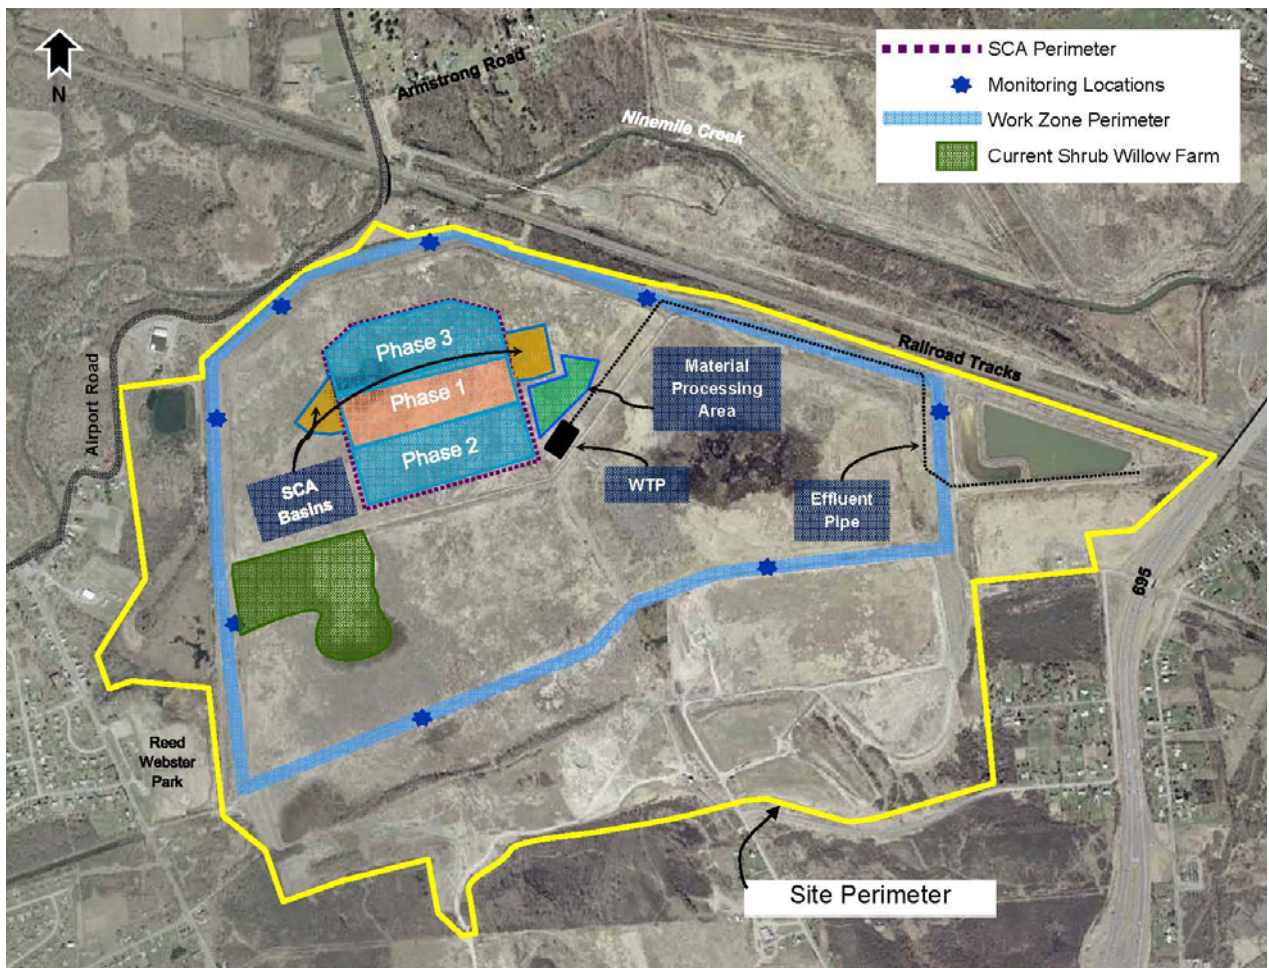 N
Armstrong Road
Ninemile Creek
SCA Perimeter
Monitoring Locations
Work Zone Perimeter
Current Shrub Willow Farm
Airport Road
Phase 3
Phase 1
Phase 2
SCA
Basins
Material
Processing
Area
Railroad Tracks
WTP
Effluent
Pipe
695
Reed
Webster
Park
Site Perimeter